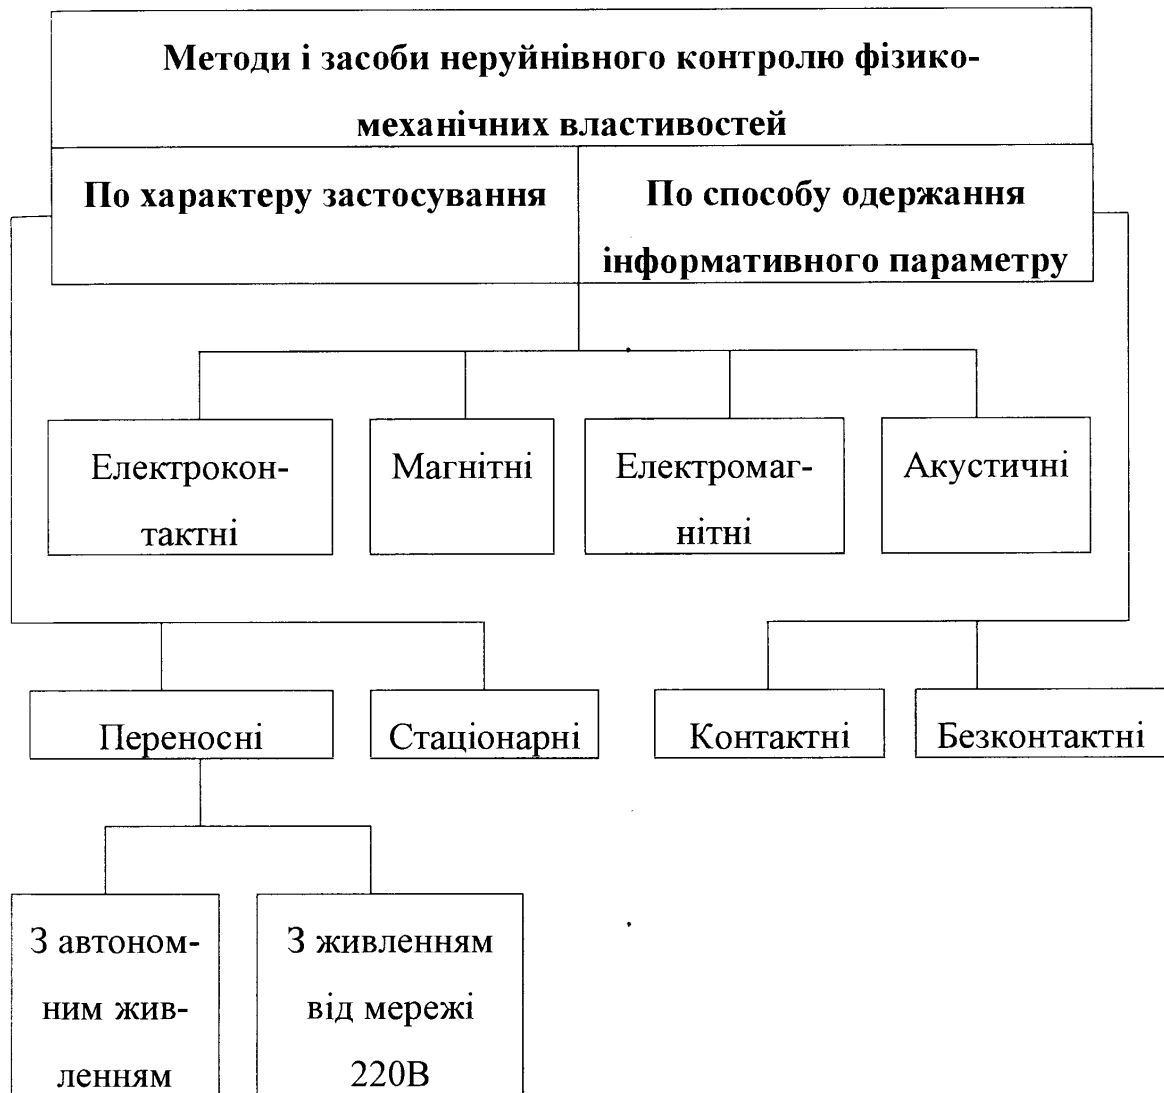 Методи і засоби неруйнівного контролю фізико-
механічних властивостей
По характеру застосування
По способу одержання
інформативного параметру
Електрокон-
тактні
Магнітні
Електромаг-
нітні
Акустичні
Переносні
Стаціонарні
Контактні
Безконтактні
З автоном-
ним жив-
ленням
З живленням
від мережі
220В